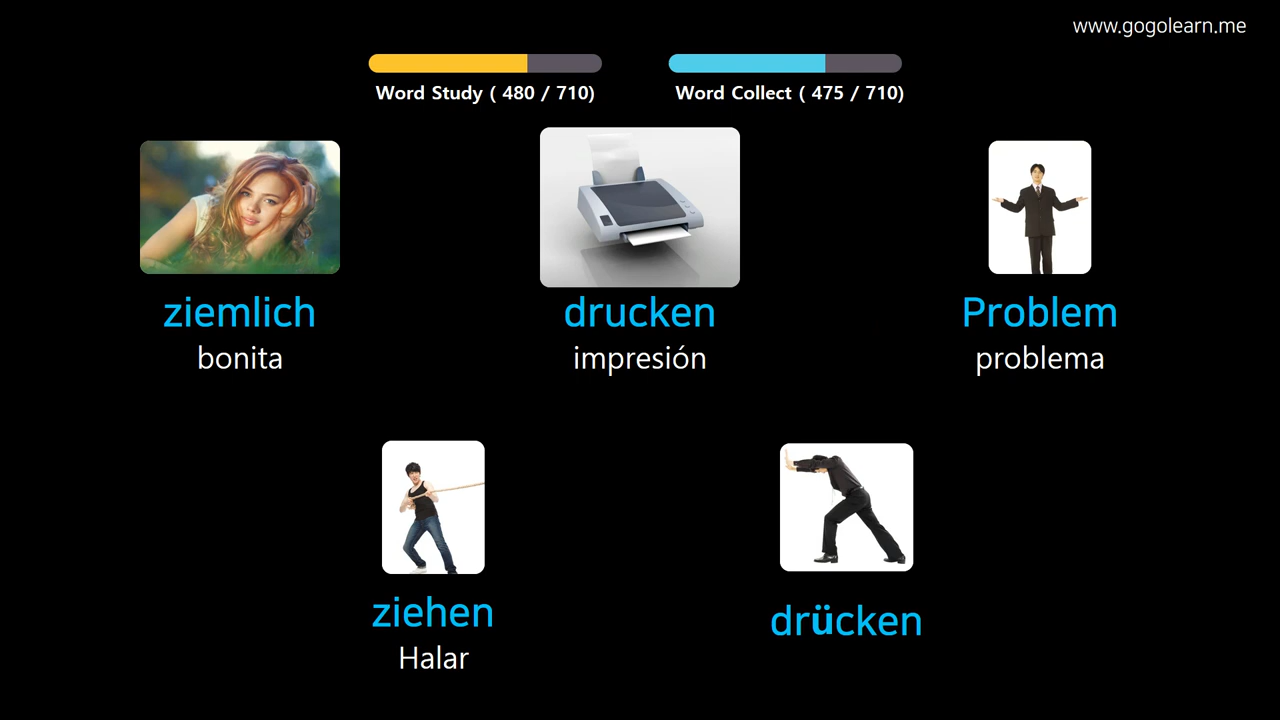 www.gogolearn.me
Word Study ( 480 / 710)
Word Collect ( 475 / 710)
ziemlich
bonita
drucken
impresión
Problem
problema
ziehen
Halar
drücken